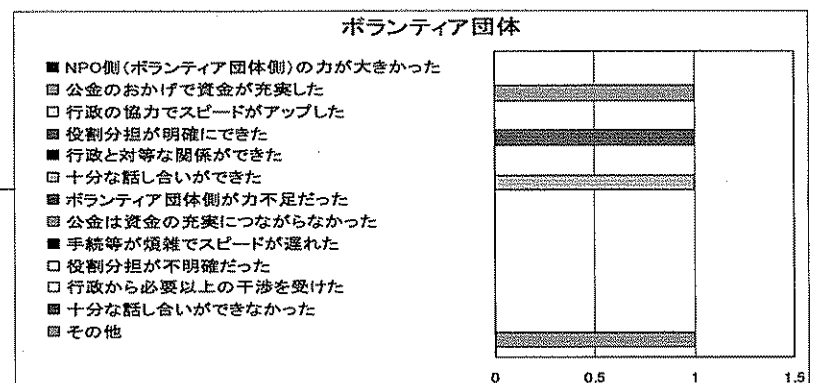 ボランティア団体
■ NPO側(ボランティア団体側)の力が大きかった
公金のおかげで資金が充実した
□ 行政の協力でスピードがアップした
役割分担が明確にできた
■ 行政と対等な関係ができた
十分な話し合いができた
ボランティア団体側が力不足だった
公金は資金の充実につながらなかった
■ 手続等が煩雑でスピードが遅れた
□ 役割分担が不明確だった
□ 行政から必要以上の干渉を受けた
十分な話し合いができなかった
その他
0 0.5 1 1.5